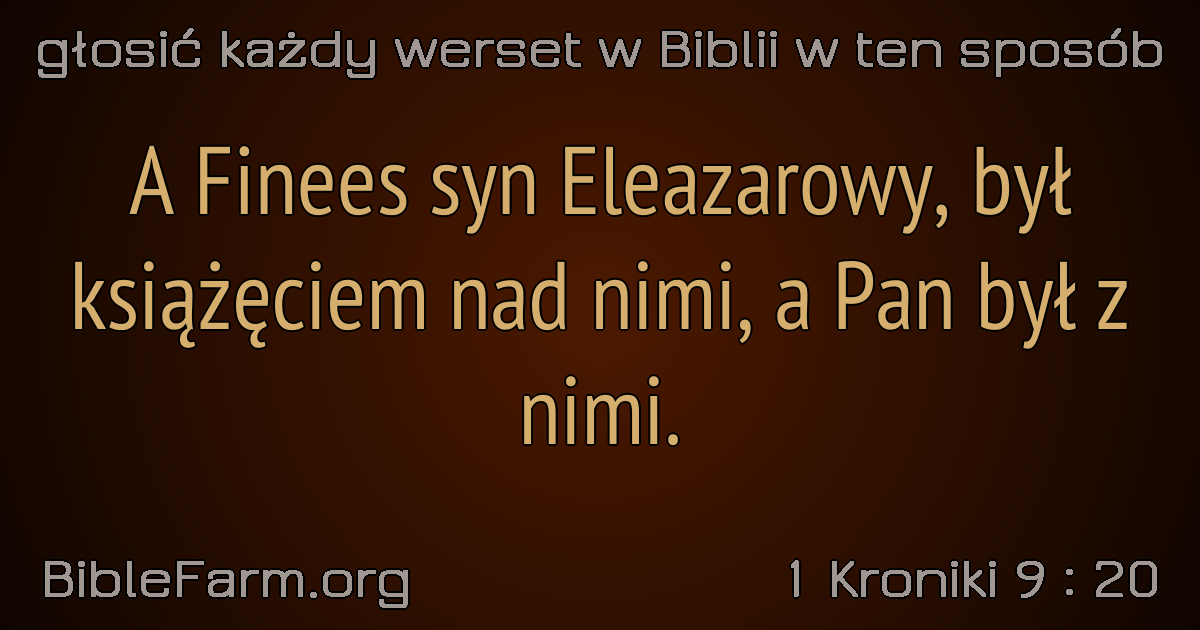 głosić każdy werset w Biblii w ten sposób
A Finees syn Eleazarowy, był
książęciem nad nimi, a Pan był z
nimi.
BibleFarm.org
1 Kroniki 9 : 20